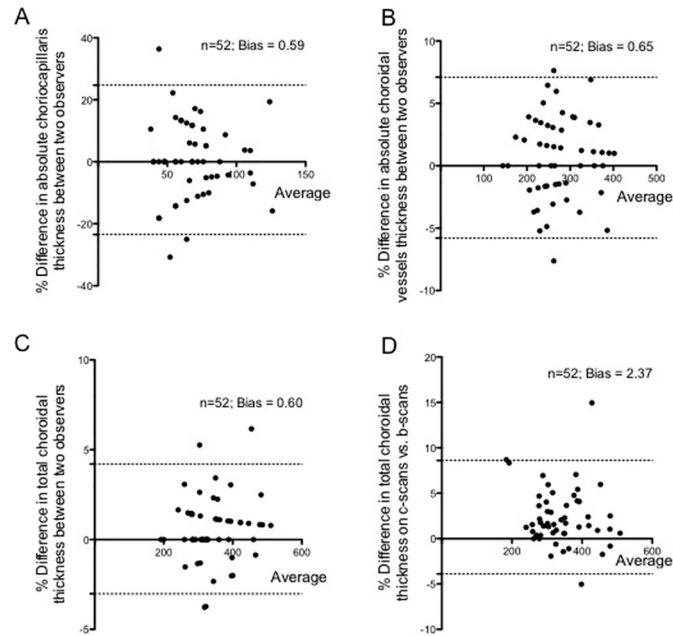 A
% Difference in absolute choriocapillaris
thickness between two observers
n=52; Bias = 0.59
40
20
0
-20
-40
50
100
150
Average
B
% Difference in absolute choroidal
vessels thickness between two observers
n=52; Bias = 0.65
10
5
0
-5
-10
100
200
300
400
500
Average
C
% Difference in total choroidal
thickness between two observers
n=52; Bias = 0.60
10
5
0
-5
200
400
600
Average
D
% Difference in total choroidal
thickness on c-scans vs. b-scans
n=52; Bias = 2.37
20
15
10
5
0
-5
-10
200
400
600
Average